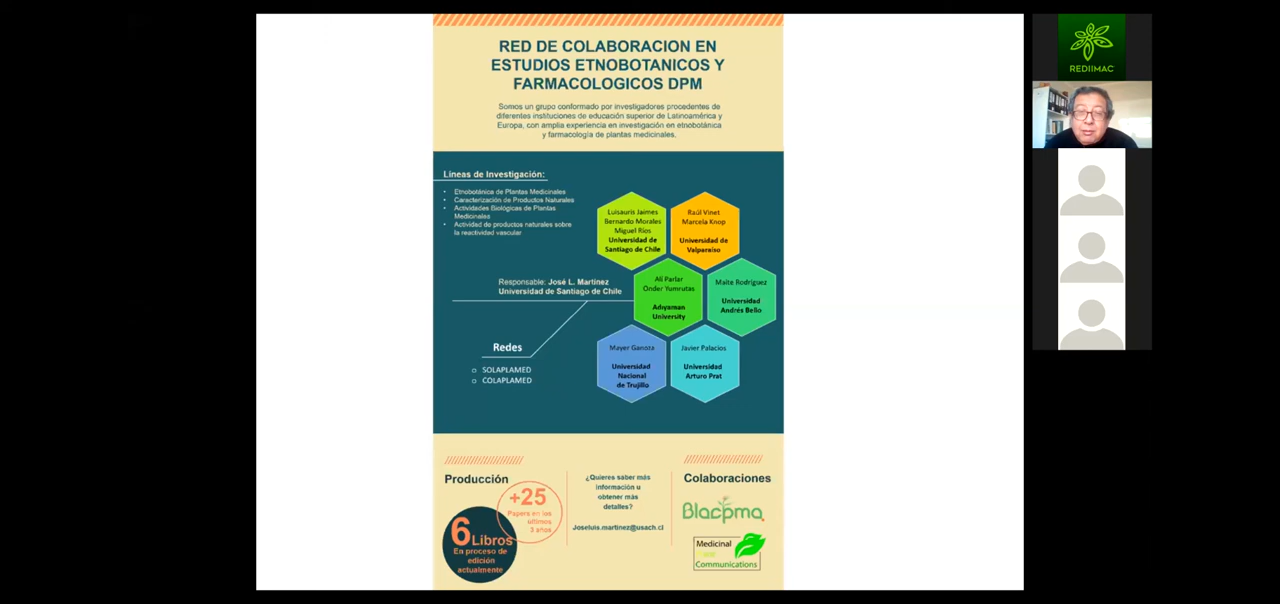 RED DE COLABORACION EN
ESTUDIOS ETNOBOTANICOS Y
FARMACOLOGICOS DPM
Somos un grupo conformado por investigadores procedentes de
diferentes instituciones de educación superior de Latinoamérica y
Europa, con amplia experiencia en investigación en etnobotánica
y farmacología de plantas medicinales.
Líneas de Investigación:
• Etnobotánica de Plantas Medicinales
• Caracterización de Productos Naturales
• Actividades Biológicas de Plantas
Medicinales
• Actividad de productos naturales sobre
la reactividad vascular
Luisauris Jaimes
Bernardo Morales
Miguel Ríos
Universidad de
Santiago de Chile
Raúl Vinet
Marcela Knop
Universidad de
Valparaíso
Responsable: José L. Martínez
Universidad de Santiago de Chile
Alí Parlar
Onder Yumrutas
Adıyaman
University
Maite Rodríguez
Universidad
Andrés Bello
Redes
o SOLAPLAMED
o COLAPLAMED
Mayer Ganoza
Universidad
Nacional
de Trujillo
Javier Palacios
Universidad
Arturo Prat
Producción
+25
Papers en los
últimos
3 años
6 Libros
En proceso de
edición
actualmente
¿Quieres saber más
información u
obtener más
detalles?
Joseluis.martinez@usach.cl
Colaboraciones
Blacpma
Medicinal
Communications
REDIIMAC